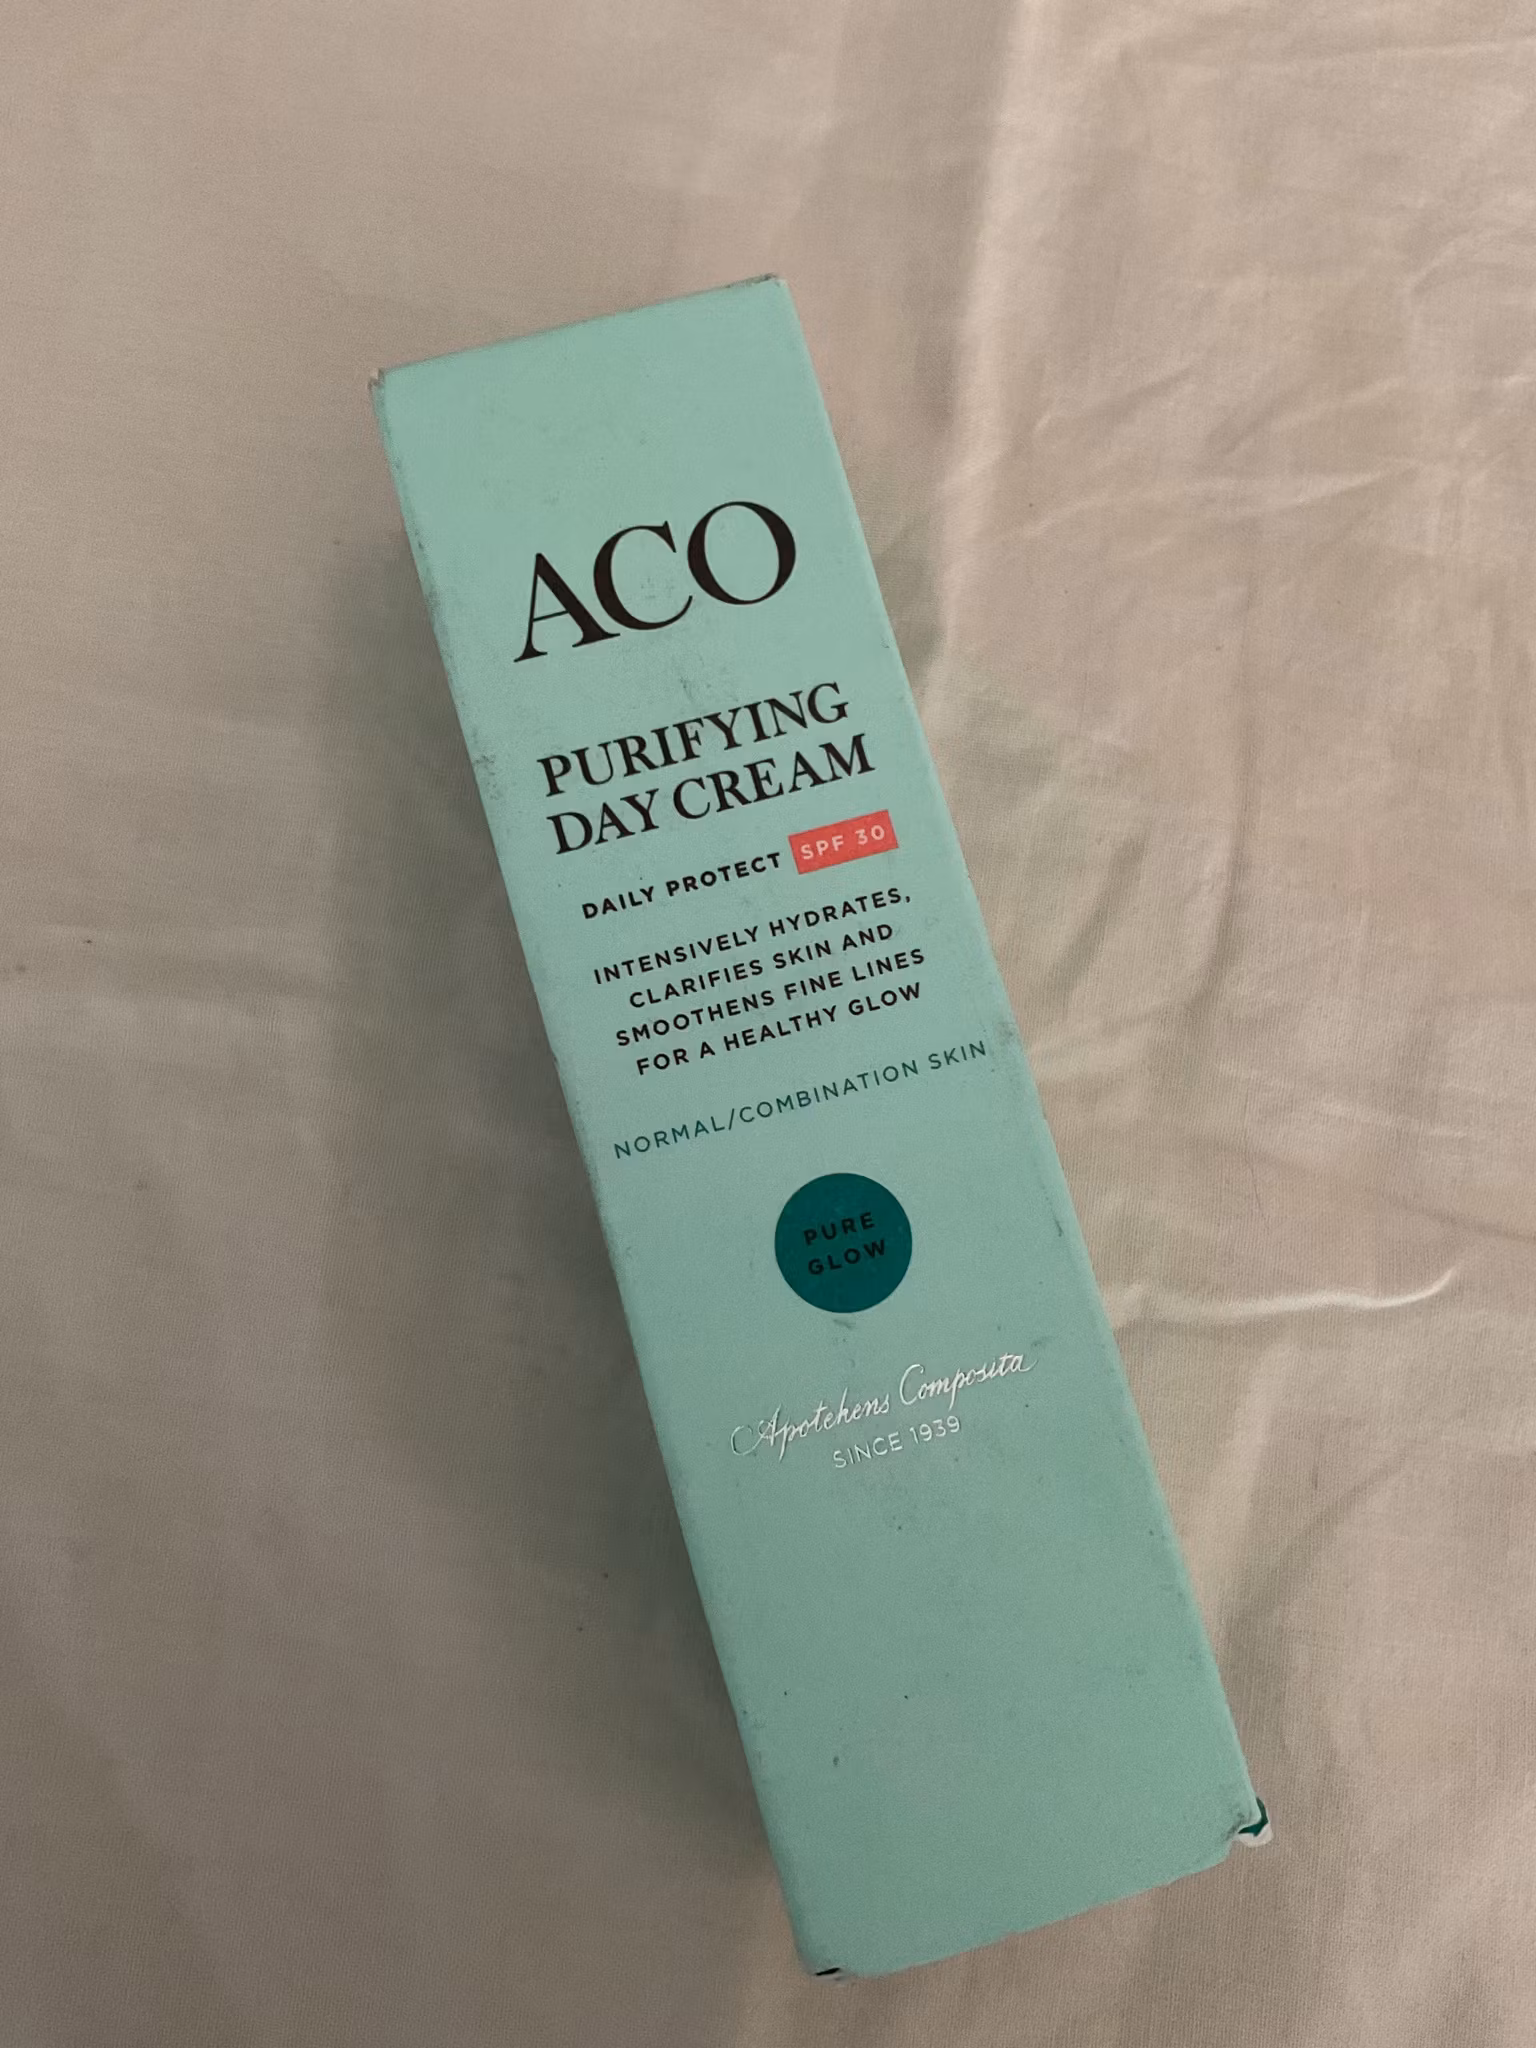 ACO
PURIFYING
DAY CREAM
DAILY PROTECT SPF 30
INTENSIVELY HYDRATES,
CLARIFIES SKIN AND
SMOOTHENS FINE LINES
FOR A HEALTHY GLOW
NORMAL/COMBINATION SKIN
PURE
GLOW
Apotekens Composita
SINCE 1939